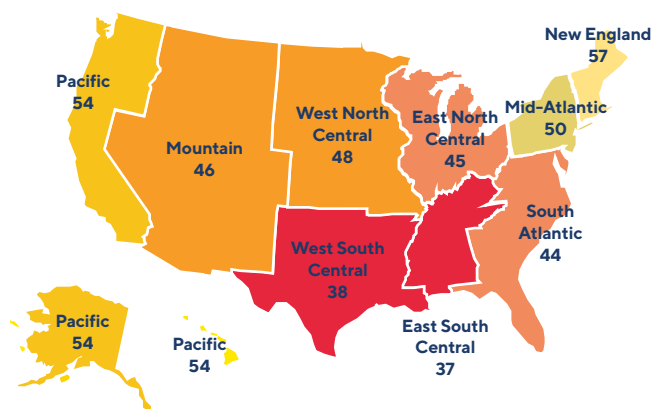 New England
57
Pacific
54
Mid-Atlantic
50
West North
Central
48
East North
Central
45
Mountain
46
South
Atlantic
44
West South
Central
38
East South
Central
37
Pacific
54
Pacific
54